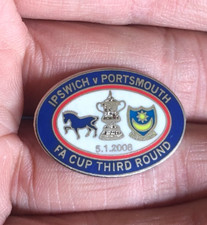 IPSWICH v PORTSMOUTH
5.1.2008
FA CUP THIRD ROUND